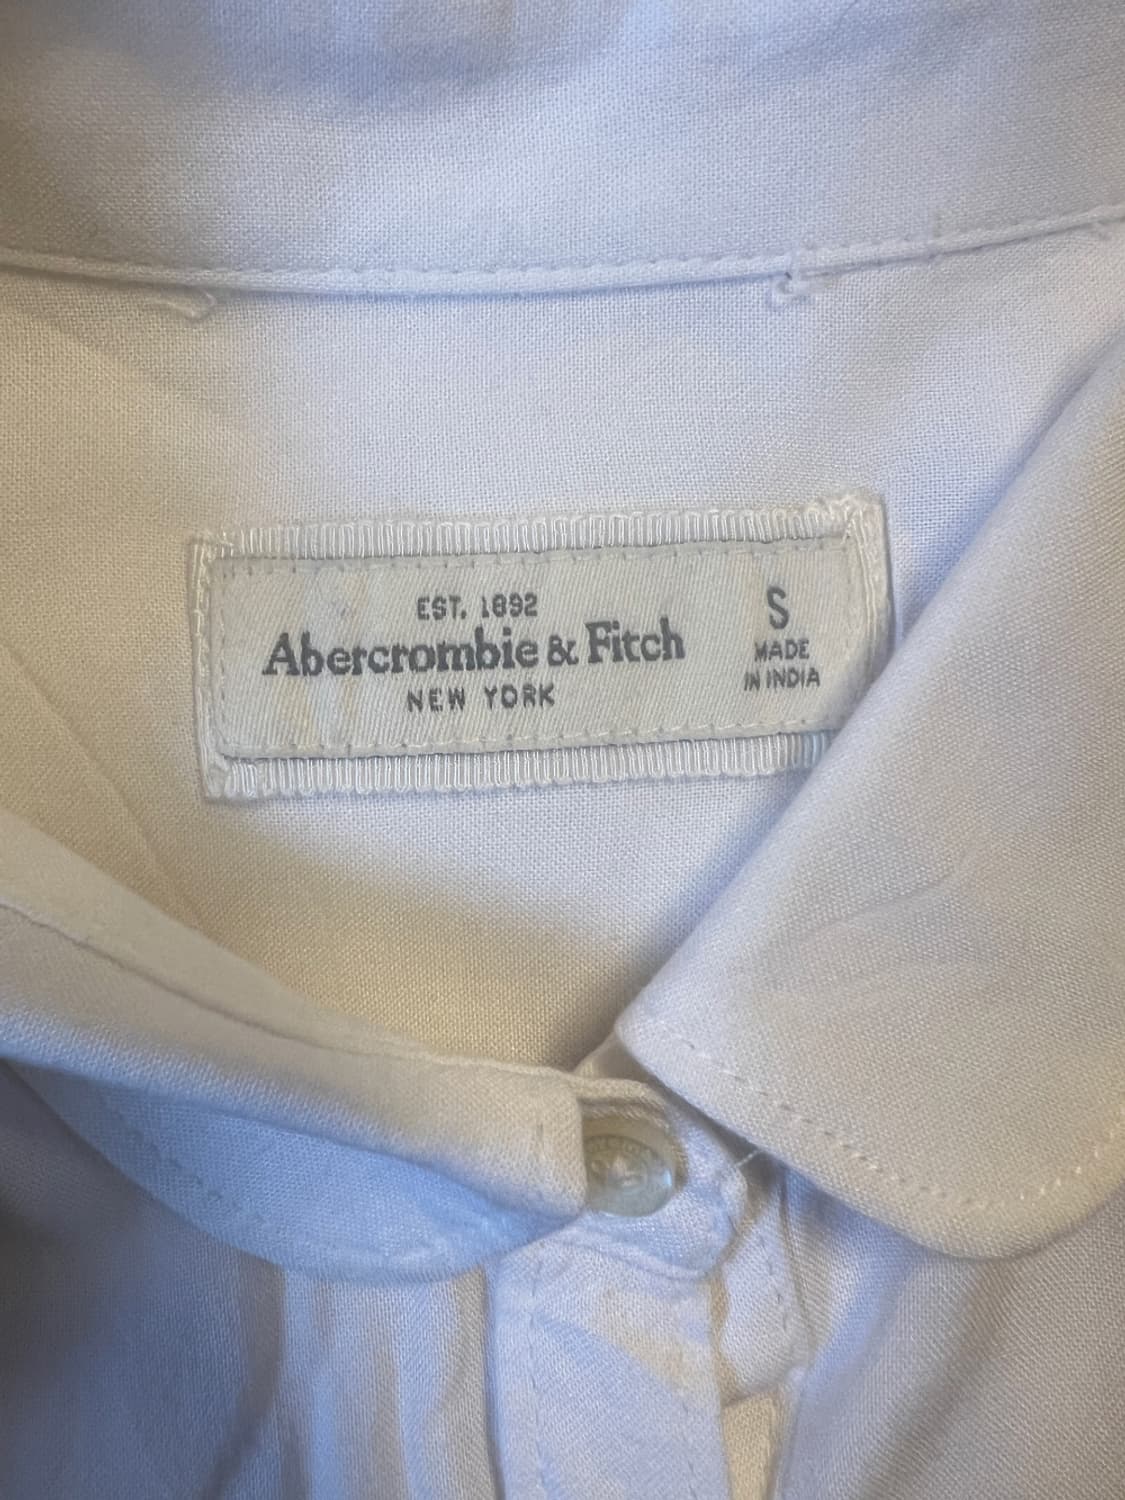 EST. 1892
Abercrombie & Fitch
NEW YORK
S
MADE
IN INDIA